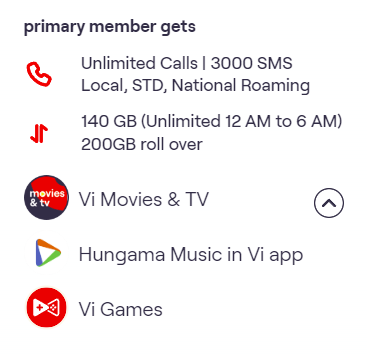 primary member gets
Unlimited Calls | 3000 SMS
Local, STD, National Roaming
140 GB (Unlimited 12 AM to 6 AM)
200GB roll over
movies
& tv
Vi Movies & TV
Hungama Music in Vi app
Vi Games